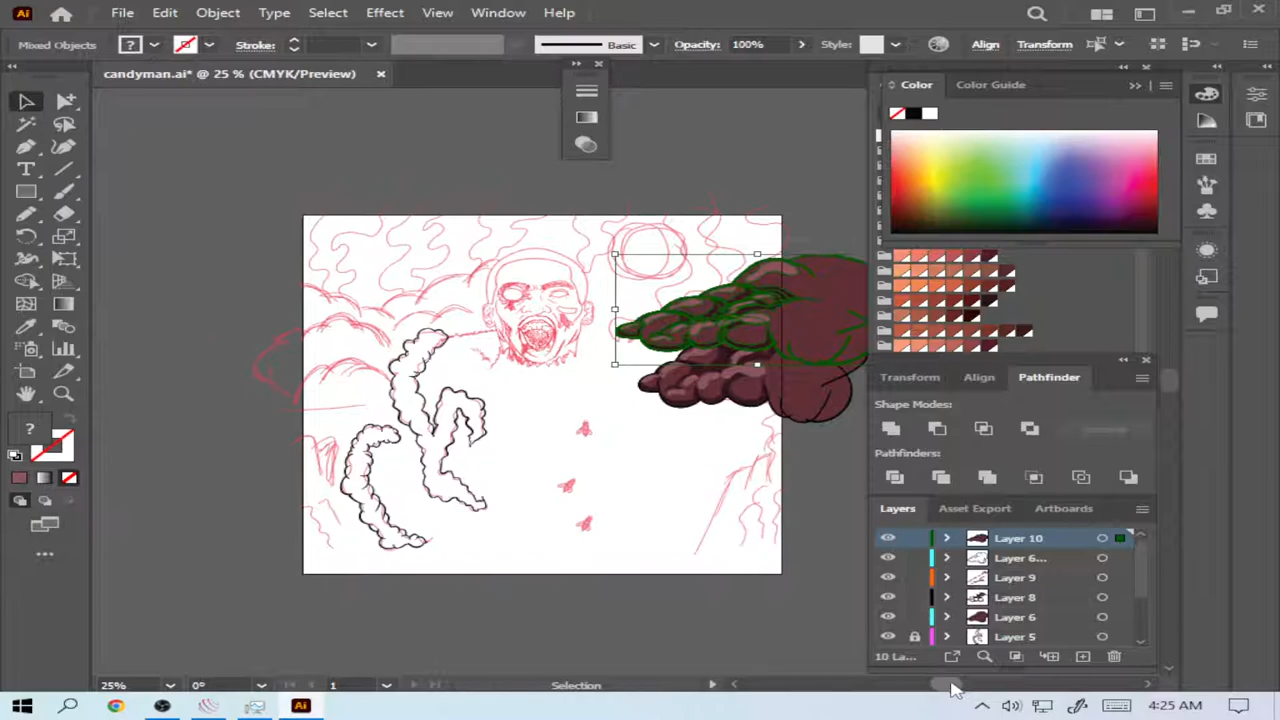 Ai File Edit Object Type Select Effect View Window Help
Mixed Objects ? Stroke: Basic Opacity: 100% Style: Align Transform
candyman.ai* @ 25 % (CMYK/Preview)
Color Color Guide
?
Transform Align Pathfinder
Shape Modes:
Pathfinders:
Layers Asset Export Artboards
Layer 10
Layer 6...
Layer 9
Layer 8
Layer 6
Layer 5
10 La...
25% 0° 1 Selection
Ai 4:25 AM